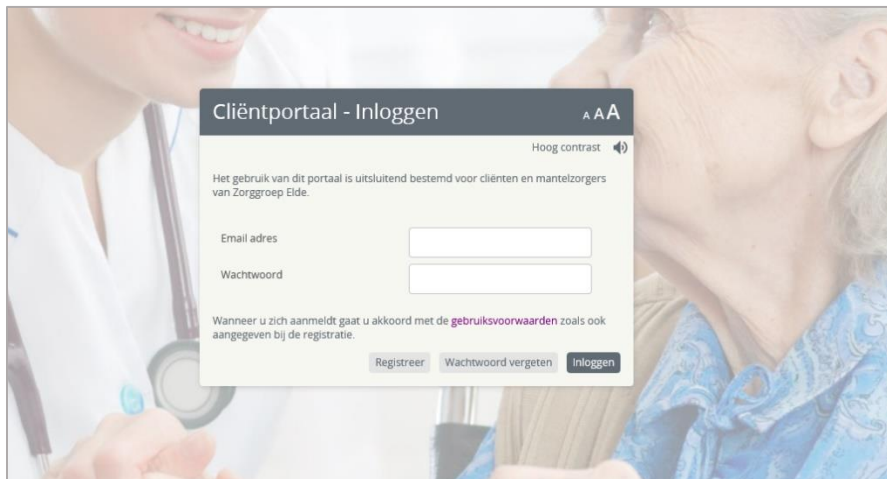 Cliëntportaal - Inloggen
A A A
Hoog contrast
Het gebruik van dit portaal is uitsluitend bestemd voor cliënten en mantelzorgers
van Zorggroep Elde.
Email adres
Wachtwoord
Wanneer u zich aanmeldt gaat u akkoord met de gebruiksvoorwaarden zoals ook
aangegeven bij de registratie.
Registreer Wachtwoord vergeten Inloggen